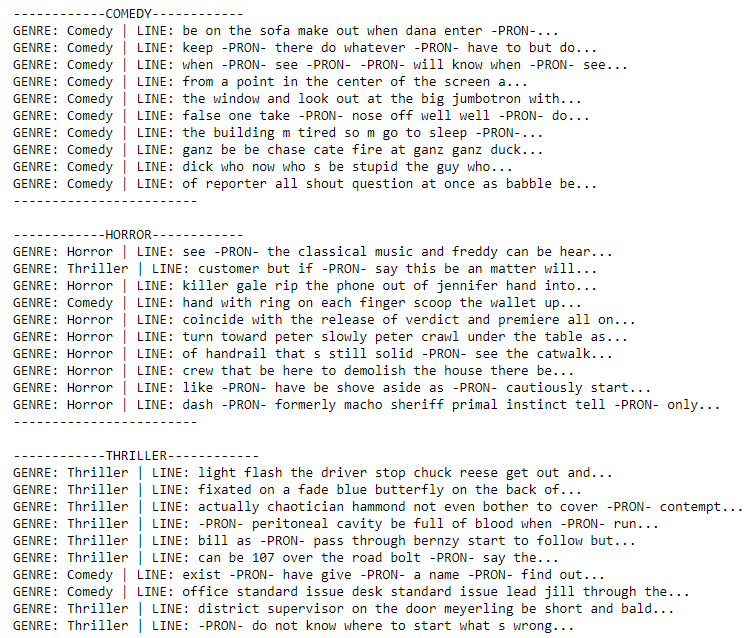 ------------COMEDY------------
GENRE: Comedy | LINE: be on the sofa make out when dana enter -PRON-...
GENRE: Comedy | LINE: keep -PRON- there do whatever -PRON- have to but do...
GENRE: Comedy | LINE: when -PRON- see -PRON- -PRON- will know when -PRON- see...
GENRE: Comedy | LINE: from a point in the center of the screen a...
GENRE: Comedy | LINE: the window and look out at the big jumbotron with...
GENRE: Comedy | LINE: false one take -PRON- nose off well well -PRON- do...
GENRE: Comedy | LINE: the building m tired so m go to sleep -PRON-...
GENRE: Comedy | LINE: ganz be be chase cate fire at ganz ganz duck...
GENRE: Comedy | LINE: dick who now who s be stupid the guy who...
GENRE: Comedy | LINE: of reporter all shout question at once as babble be...
------------------------
------------HORROR------------
GENRE: Horror | LINE: see -PRON- the classical music and freddy can be hear...
GENRE: Thriller | LINE: customer but if -PRON- say this be an matter will...
GENRE: Horror | LINE: killer gale rip the phone out of jennifer hand into...
GENRE: Comedy | LINE: hand with ring on each finger scoop the wallet up...
GENRE: Horror | LINE: coincide with the release of verdict and premiere all on...
GENRE: Horror | LINE: turn toward peter slowly peter crawl under the table as...
GENRE: Horror | LINE: of handrail that s still solid -PRON- see the catwalk...
GENRE: Horror | LINE: crew that be here to demolish the house there be...
GENRE: Horror | LINE: like -PRON- have be shove aside as -PRON- cautiously start...
GENRE: Horror | LINE: dash -PRON- formerly macho sheriff primal instinct tell -PRON- only...
------------------------
------------THRILLER------------
GENRE: Thriller | LINE: light flash the driver stop chuck reese get out and...
GENRE: Thriller | LINE: fixated on a fade blue butterfly on the back of...
GENRE: Thriller | LINE: actually chaotician hammond not even bother to cover -PRON- contempt...
GENRE: Thriller | LINE: -PRON- peritoneal cavity be full of blood when -PRON- run...
GENRE: Thriller | LINE: bill as -PRON- pass through bernzy start to follow but...
GENRE: Thriller | LINE: can be 107 over the road bolt -PRON- say the...
GENRE: Comedy | LINE: exist -PRON- have give -PRON- a name -PRON- find out...
GENRE: Comedy | LINE: office standard issue desk standard issue lead jill through the...
GENRE: Thriller | LINE: district supervisor on the door meyerling be short and bald...
GENRE: Thriller | LINE: -PRON- do not know where to start what s wrong...